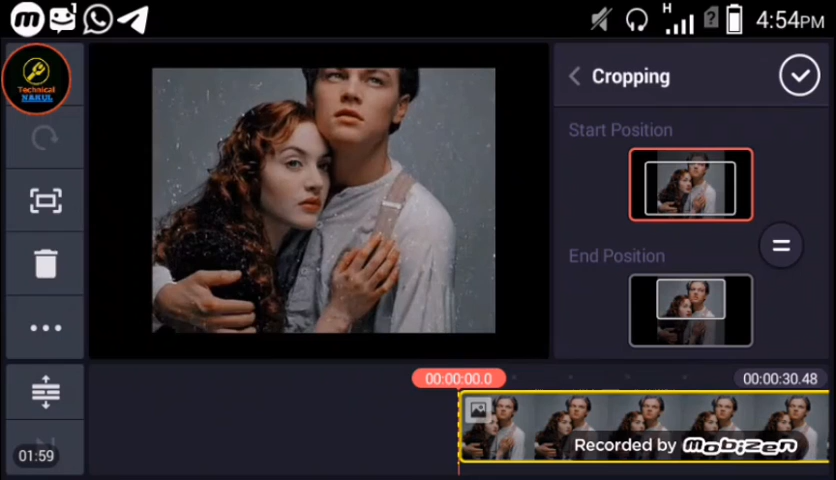 H
4:54PM
Technical
NAKUL
Cropping
Start Position
End Position
00:00:00.0
00:00:30.48
01:59
Recorded by Mobizen